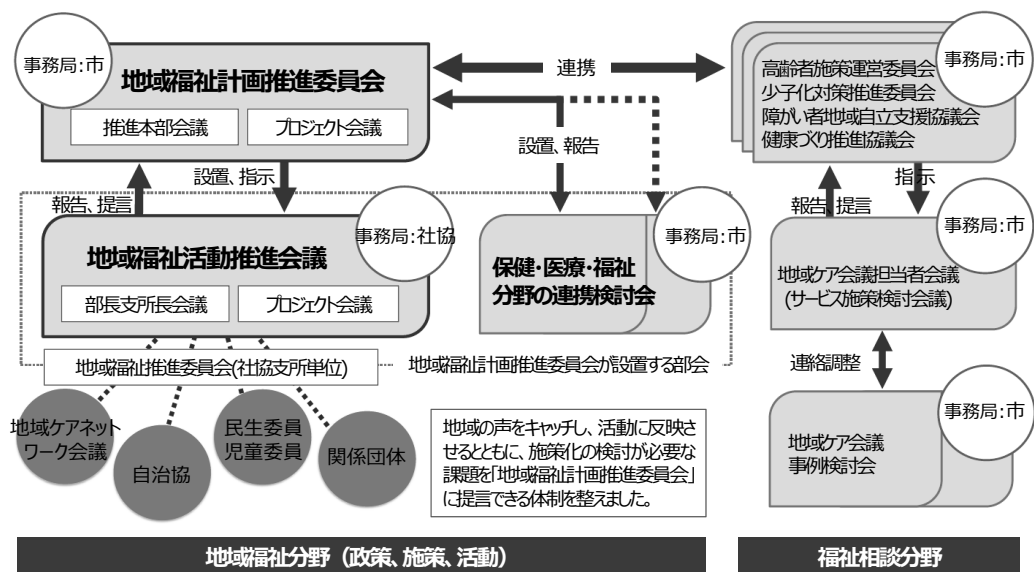 事務局:市
地域福祉計画推進委員会
推進本部会議
プロジェクト会議
連携
事務局:市
高齢者施策運営委員会
少子化対策推進委員会
障がい者地域自立支援協議会
健康づくり推進協議会
設置、報告
設置、指示
報告、提言
指示
報告、提言
事務局:社協
地域福祉活動推進会議
部長支所長会議
プロジェクト会議
事務局:市
保健・医療・福祉
分野の連携検討会
事務局:市
地域ケア会議担当者会議
(サービス施策検討会議)
地域福祉推進委員会(社協支所単位)
地域福祉計画推進委員会が設置する部会
連絡調整
地域ケアネット
ワーク会議
自治協
民生委員
児童委員
関係団体
地域の声をキャッチし、活動に反映さ
せるとともに、施策化の検討が必要な
課題を「地域福祉計画推進委員会」
に提言できる体制を整えました。
事務局:市
地域ケア会議
事例検討会
地域福祉分野（政策、施策、活動）
福祉相談分野